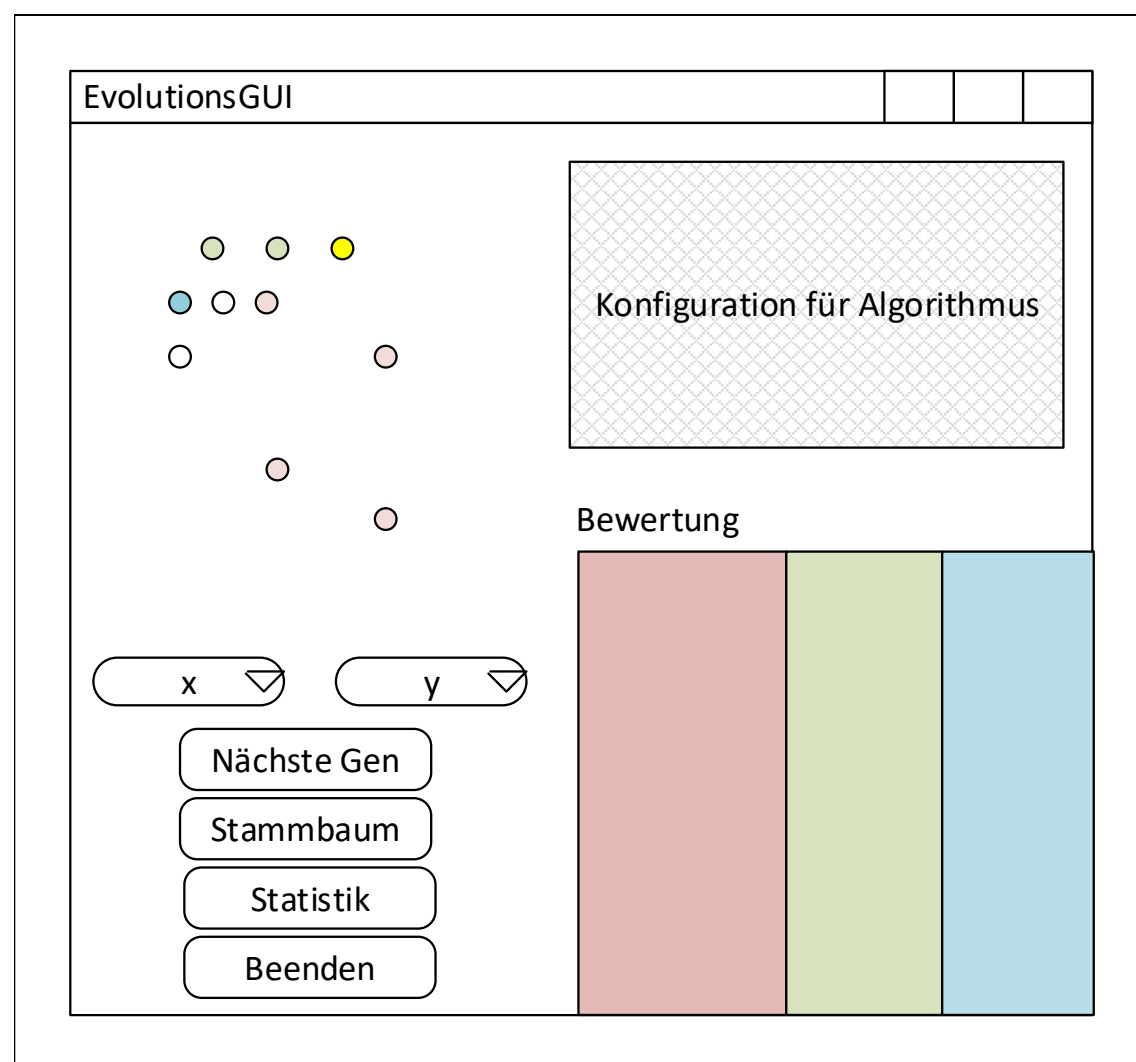 EvolutionsGUI
Konfiguration für Algorithmus
Bewertung
x
y
Nächste Gen
Stammbaum
Statistik
Beenden